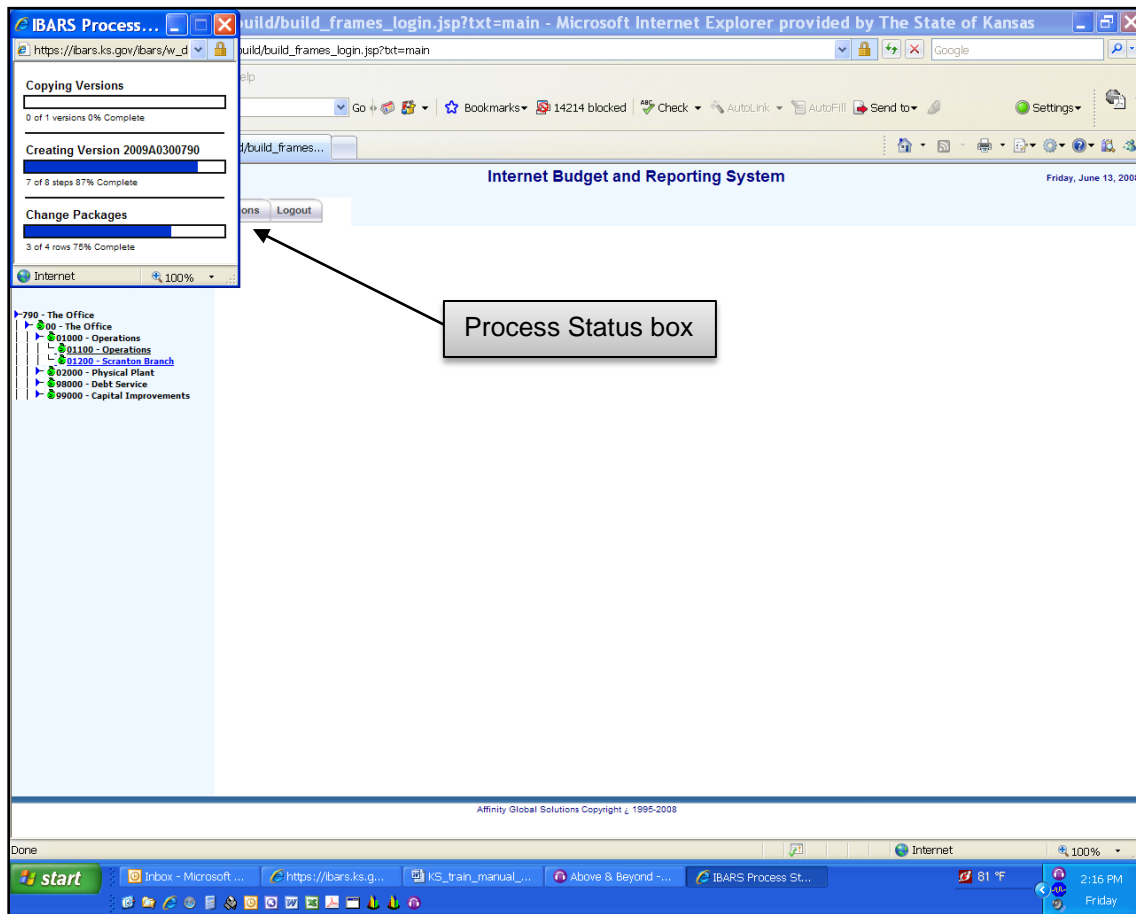 IBARS Process...
https://ibars.ks.gov/ibars/w_d
Copying Versions
0 of 1 versions 0% Complete
Creating Version 2009A0300790
7 of 8 steps 87% Complete
Change Packages
3 of 4 rows 75% Complete
Internet
100%
uild/build_frames_login.jsp?txt=main - Microsoft Internet Explorer provided by The State of Kansas
build/build_frames_login.jsp?txt=main
Google
elp
Go
Bookmarks
14214 blocked
ABC
Check
AutoLink
AutoFill
Send to
Settings
d/build_frames...
Internet Budget and Reporting System
Friday, June 13, 2008
ons
Logout
Process Status box
790 - The Office
00 - The Office
01000 - Operations
01100 - Operations
01200 - Scranton Branch
02000 - Physical Plant
98000 - Debt Service
99000 - Capital Improvements
Affinity Global Solutions Copyright ¿ 1995-2008
Done
Internet
100%
start
Inbox - Microsoft ...
https://ibars.ks.g...
KS_train_manual_...
Above & Beyond -...
IBARS Process St...
81 °F
2:16 PM
Friday